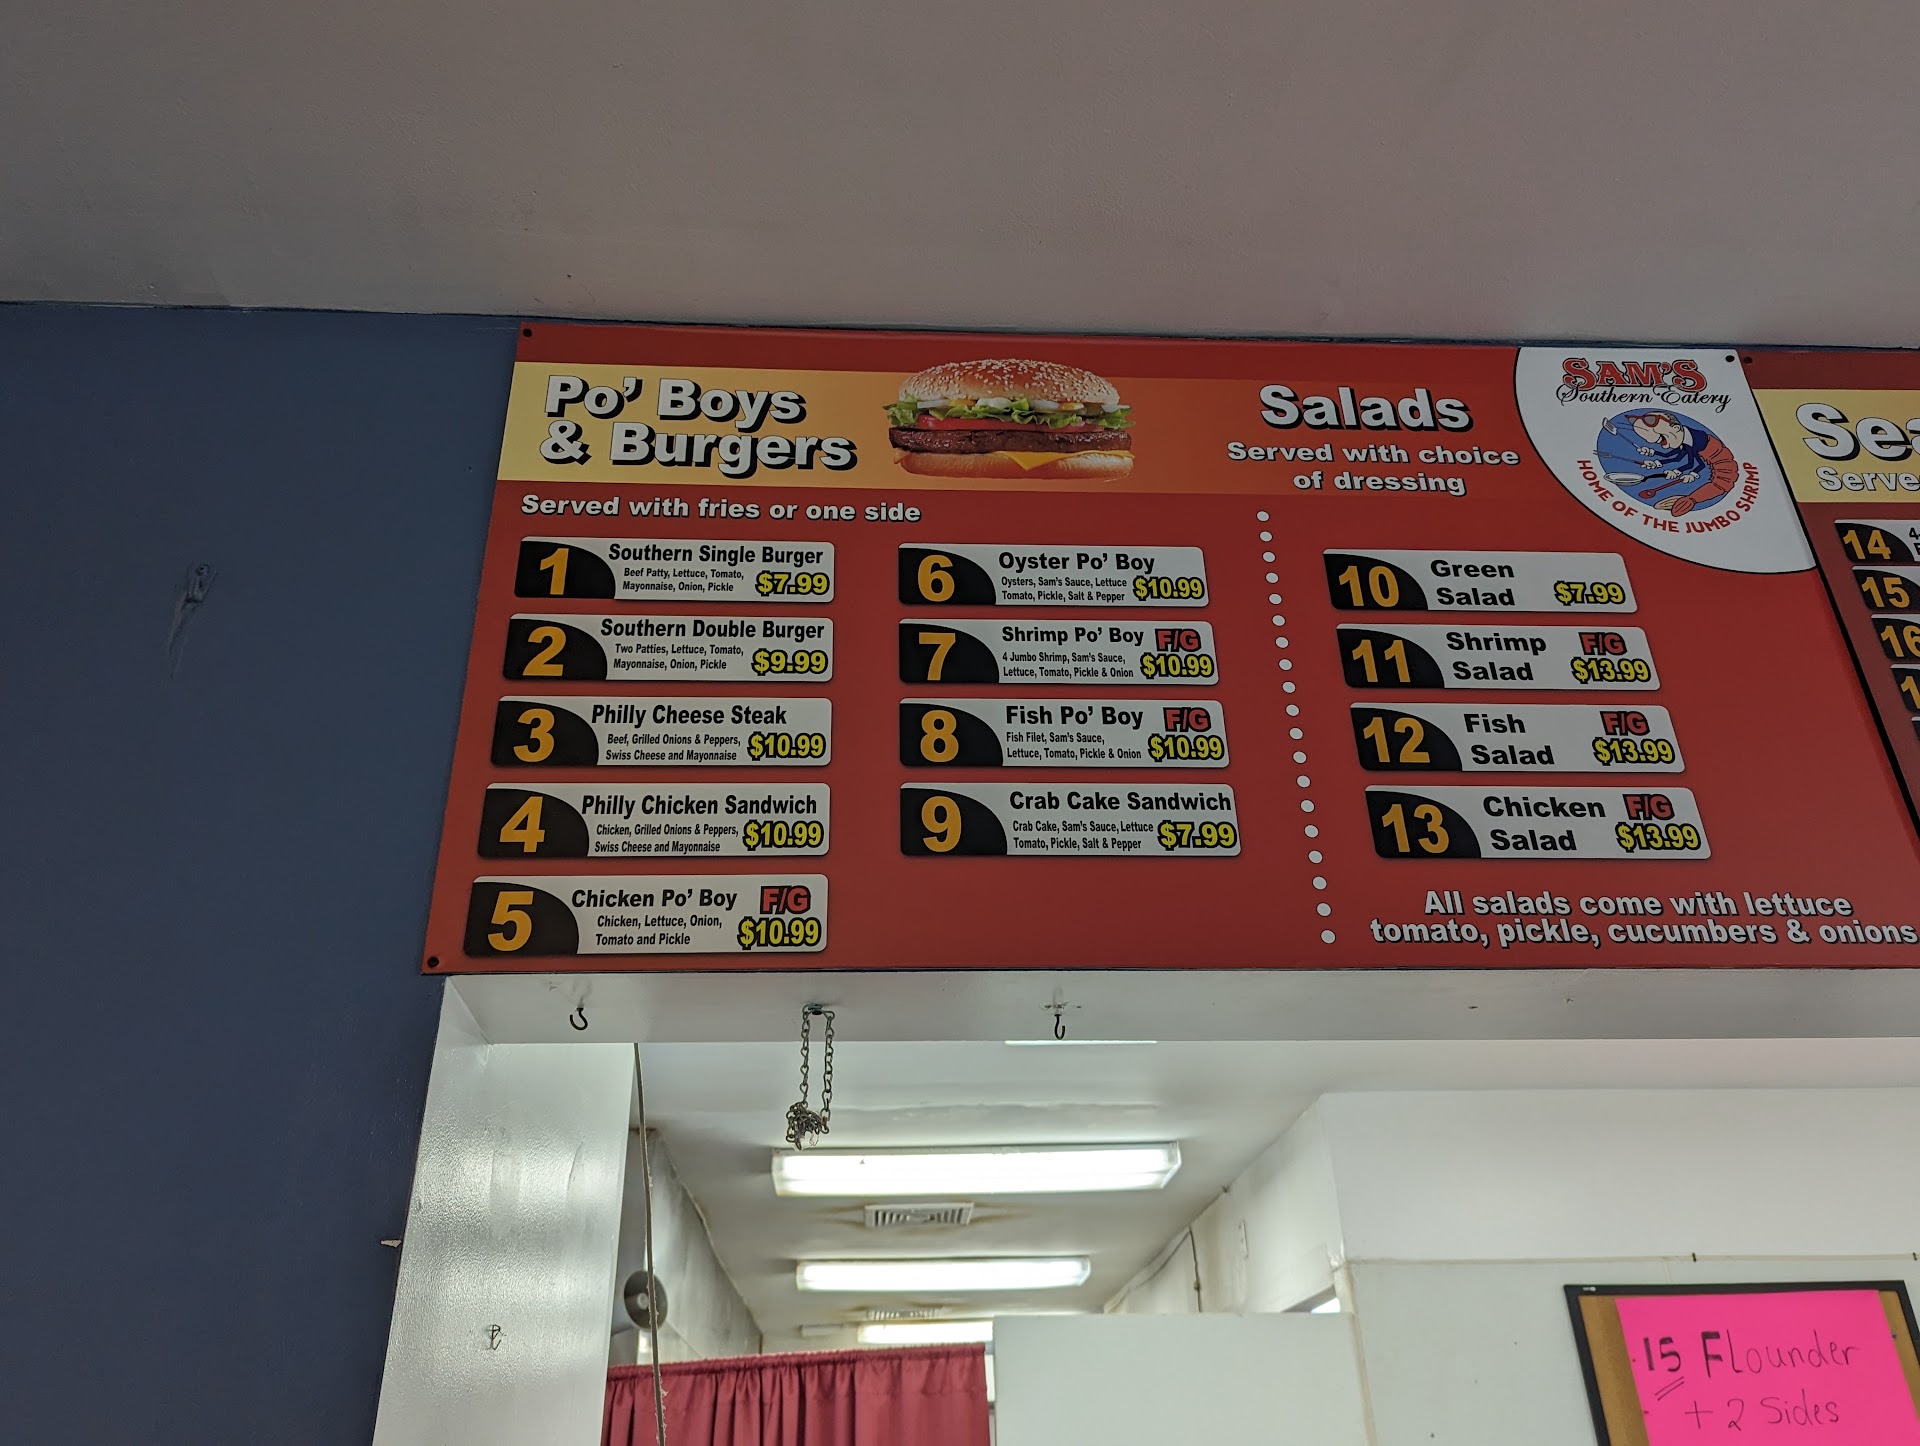 Po' Boys
& Burgers
Served with fries or one side
1
Southern Single Burger
Beef Patty, Lettuce, Tomato,
Mayonnaise, Onion, Pickle
$7.99
2
Southern Double Burger
Two Patties, Lettuce, Tomato,
Mayonnaise, Onion, Pickle
$9.99
3
Philly Cheese Steak
Beef, Grilled Onions & Peppers,
Swiss Cheese and Mayonnaise
$10.99
4
Philly Chicken Sandwich
Chicken, Grilled Onions & Peppers,
Swiss Cheese and Mayonnaise
$10.99
5
Chicken Po' Boy F/G
Chicken, Lettuce, Onion,
Tomato and Pickle
$10.99
6
Oyster Po' Boy
Oysters, Sam's Sauce, Lettuce
Tomato, Pickle, Salt & Pepper
$10.99
7
Shrimp Po' Boy F/G
4 Jumbo Shrimp, Sam's Sauce,
Lettuce, Tomato, Pickle & Onion
$10.99
8
Fish Po' Boy F/G
Fish Filet, Sam's Sauce,
Lettuce, Tomato, Pickle & Onion
$10.99
9
Crab Cake Sandwich
Crab Cake, Sam's Sauce, Lettuce
Tomato, Pickle, Salt & Pepper
$7.99
Salads
Served with choice
of dressing
10
Green
Salad $7.99
11
Shrimp F/G
Salad $13.99
12
Fish F/G
Salad $13.99
13
Chicken F/G
Salad $13.99
All salads come with lettuce
tomato, pickle, cucumbers & onions
SAM'S
Southern Eatery
HOME OF THE JUMBO SHRIMP
Serve
14
15
16
15 Flounder
+ 2 Sides